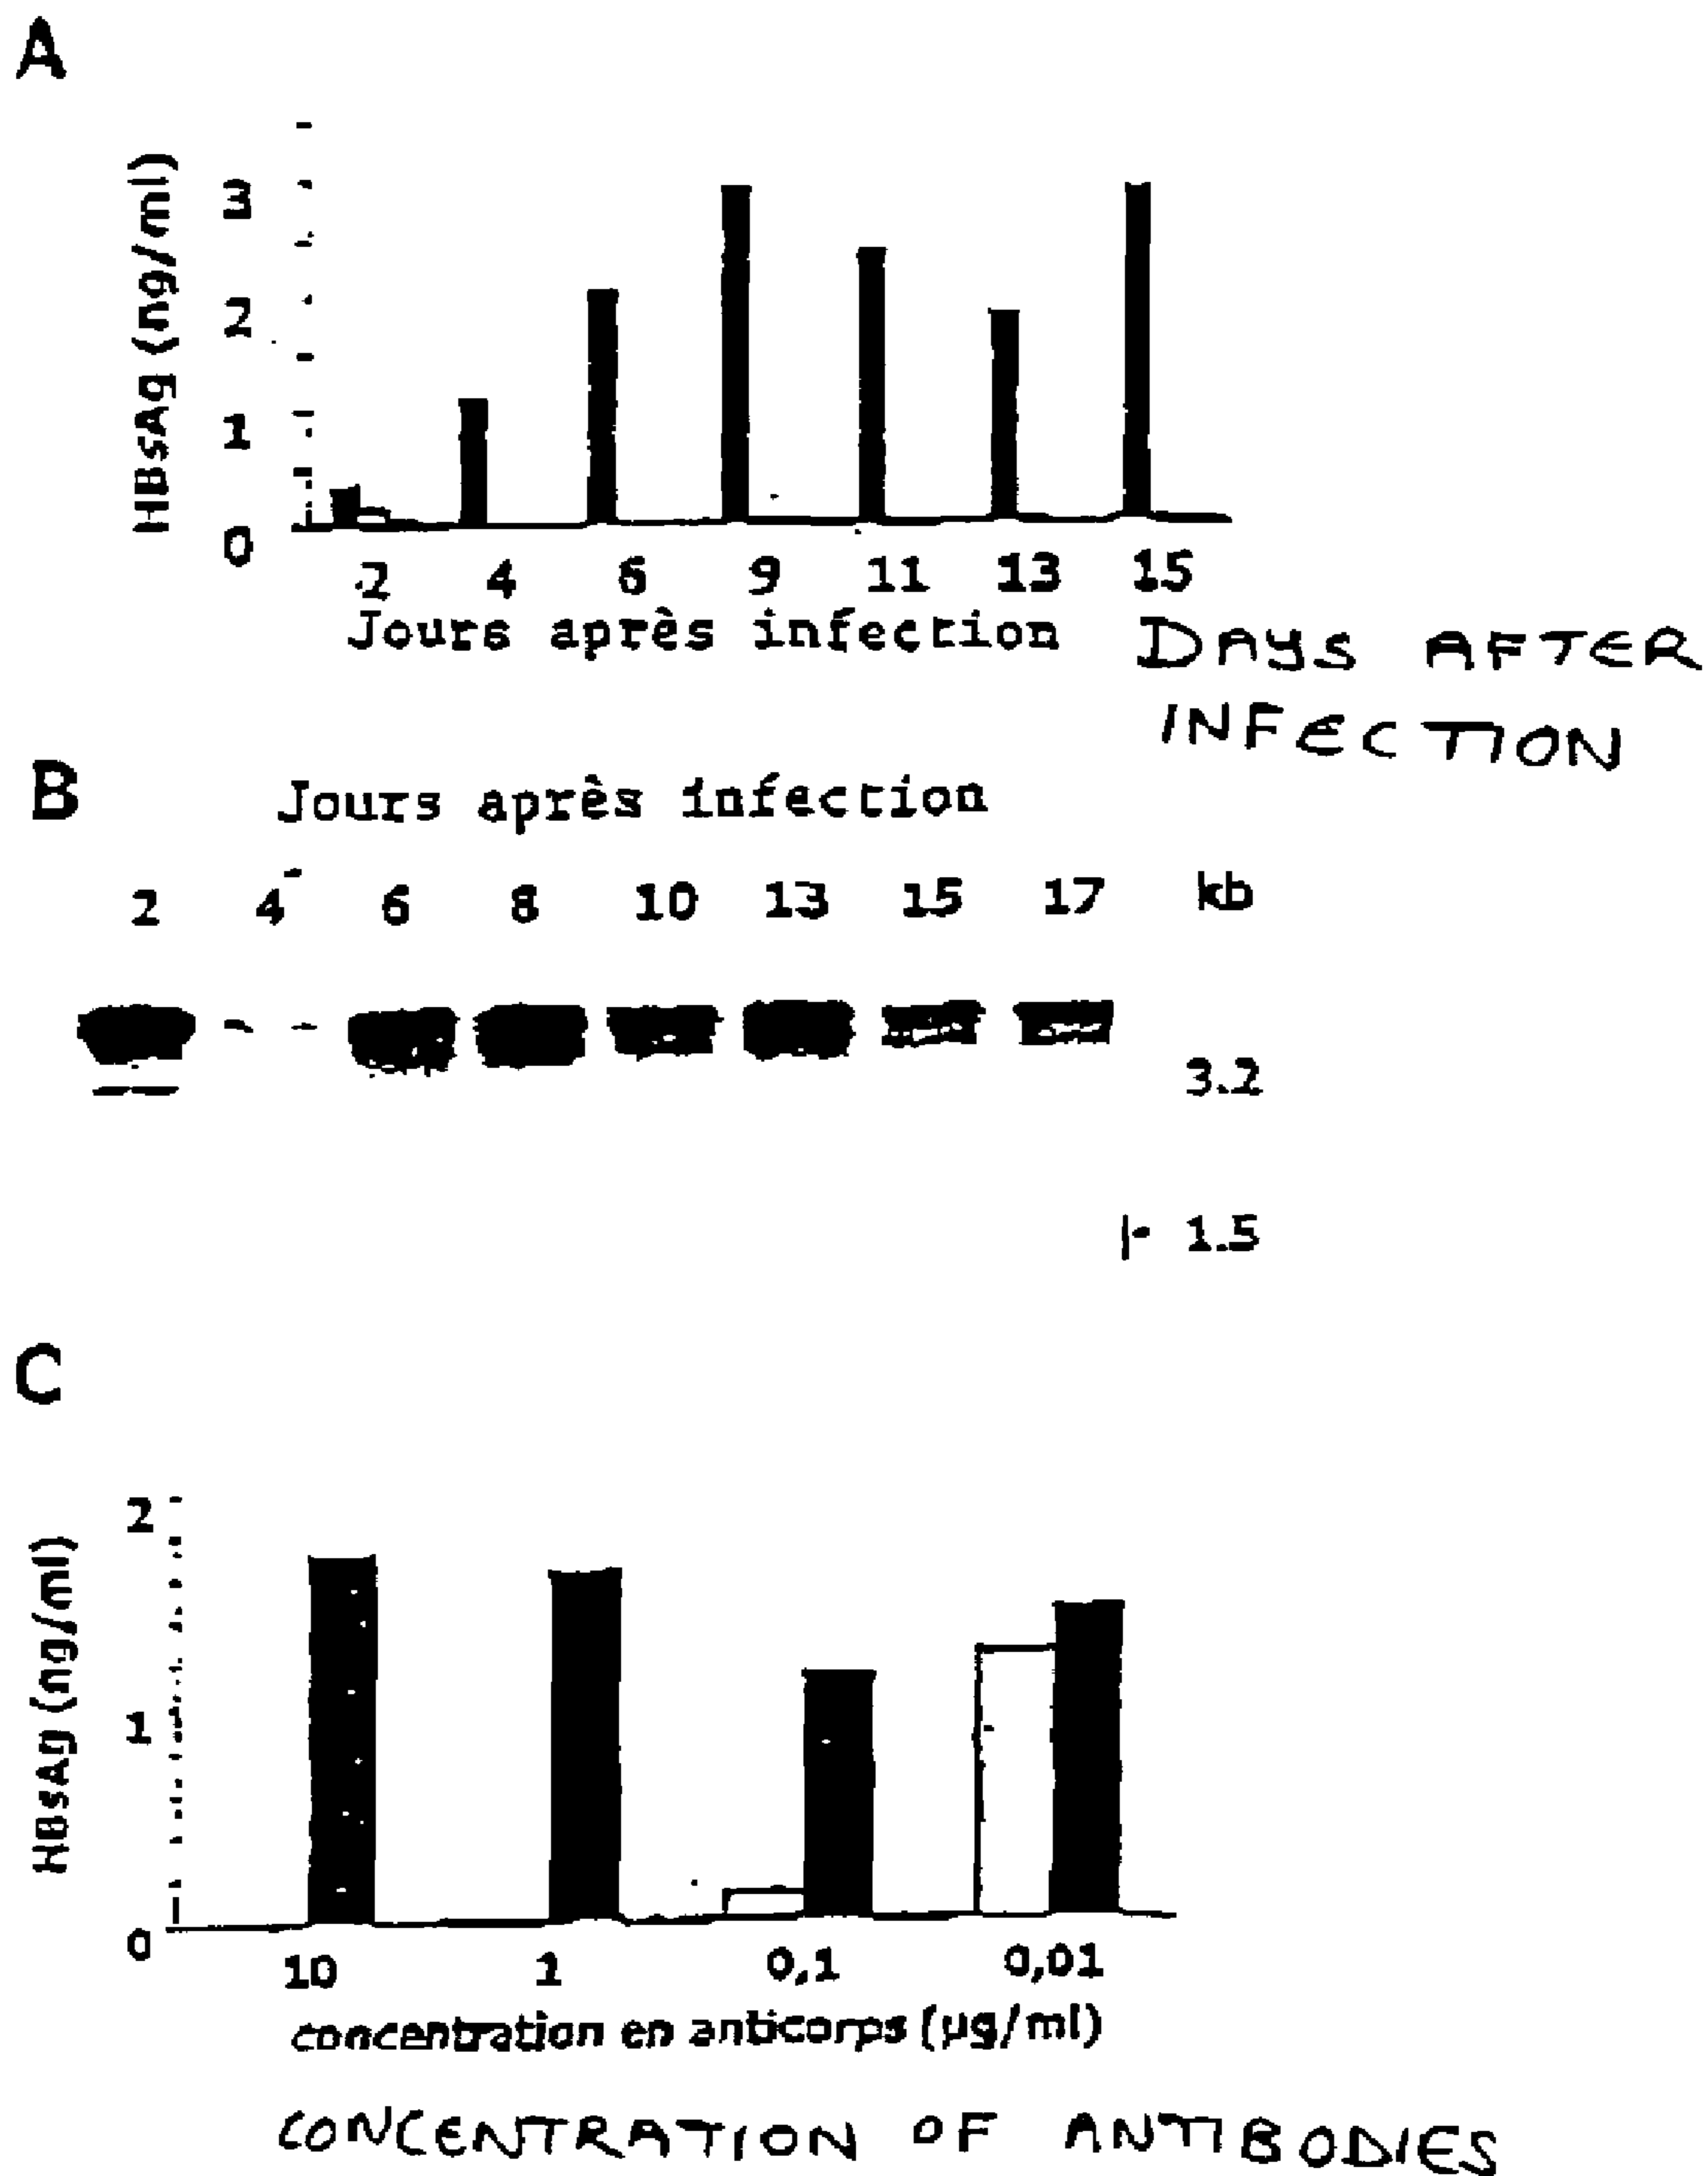 A
HBsAg (ng/ml)
3
2
1
0
2 4 6 9 11 13 15
Jours après infection DAYS AFTER
INFECTION
B Jours après infection
2 4 6 8 10 13 15 17 kb
3.2
1.5
C
HBsAg (ng/ml)
2
1
0
10 1 0,1 0,01
concentration en anticorps (µg/ml)
CONCENTRATION OF ANTIBODIES